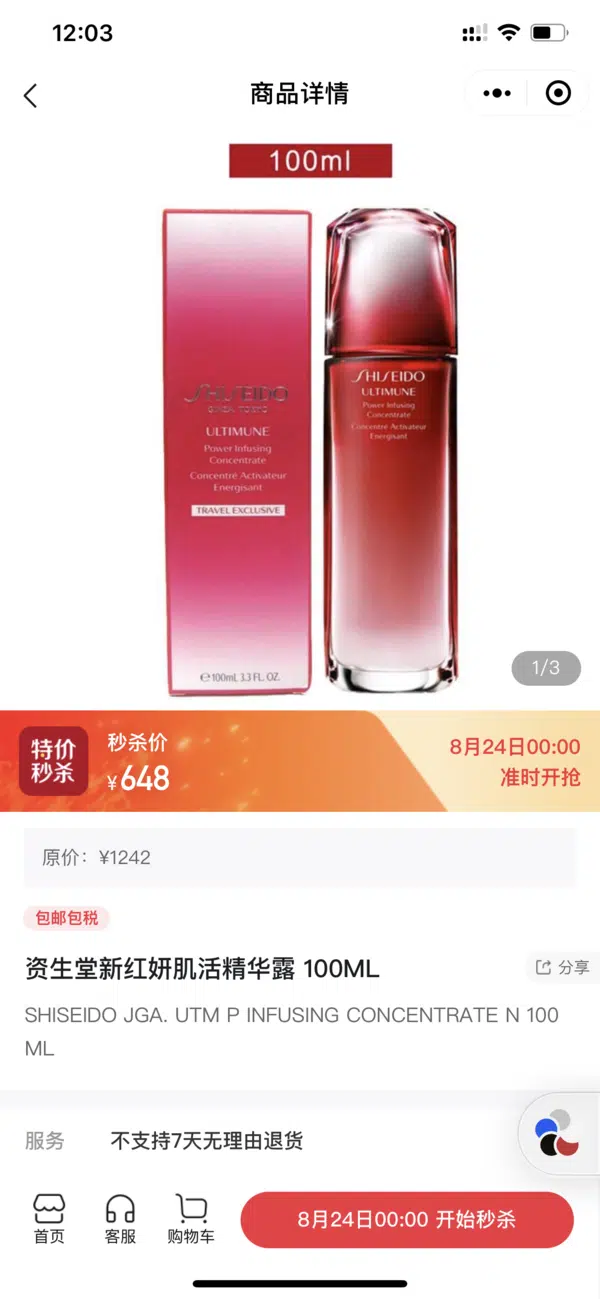 12:03
商品详情
100ml
SHISEIDO
GINZA TOKYO
ULTIMUNE
Power Infusing
Concentrate
Concentré Activateur
Energisant
TRAVEL EXCLUSIVE
℮100mL 3.3 FL. OZ.
SHISEIDO
ULTIMUNE
Power Infusing
Concentrate
Concentré Activateur
Energisant
1/3
特价
秒杀
秒杀价
¥648
8月24日00:00
准时开抢
原价：¥1242
包邮包税
资生堂新红妍肌活精华露 100ML
分享
SHISEIDO JGA. UTM P INFUSING CONCENTRATE N 100
ML
服务
不支持7天无理由退货
首页
客服
购物车
8月24日00:00 开始秒杀